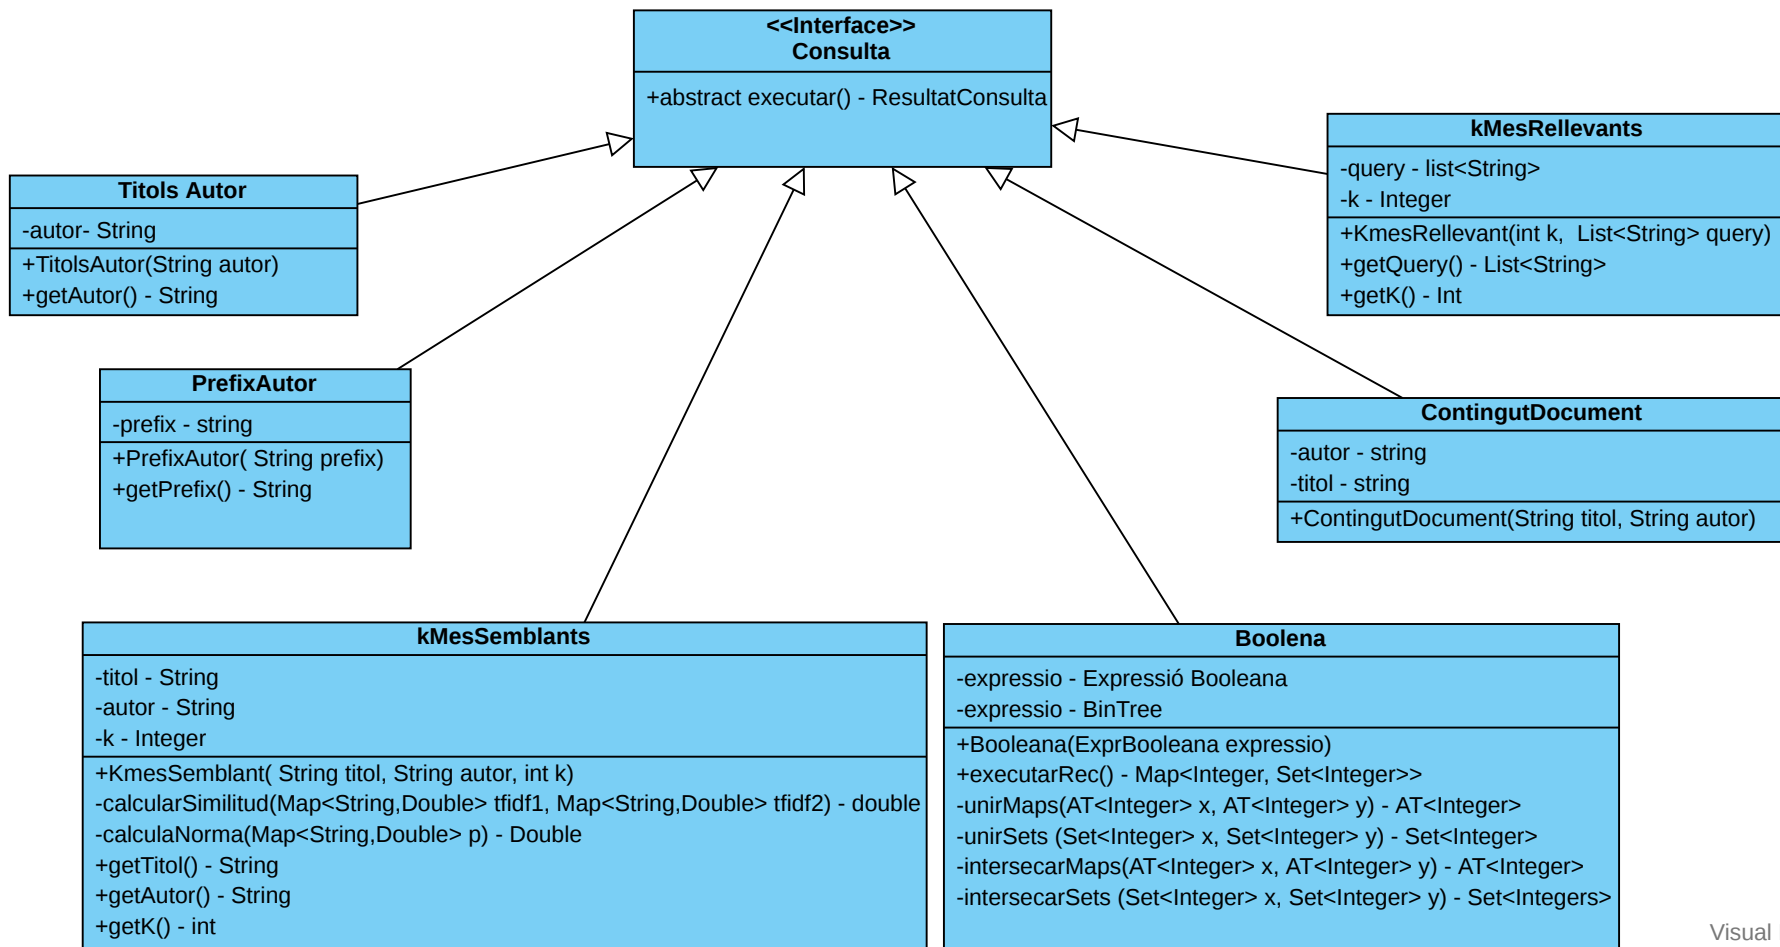 <<Interface>>
Consulta
+abstract executar() - ResultatConsulta
kMesRellevants
-query - list<String>
-k - Integer
+KmesRellevant(int k,  List<String> query)
+getQuery() - List<String>
+getK() - Int
Titols Autor
-autor- String
+TitolsAutor(String autor)
+getAutor() - String
PrefixAutor
-prefix - string
+PrefixAutor( String prefix)
+getPrefix() - String
ContingutDocument
-autor - string
-titol - string
+ContingutDocument(String titol, String autor)
kMesSemblants
-titol - String
-autor - String
-k - Integer
+KmesSemblant( String titol, String autor, int k)
-calcularSimilitud(Map<String,Double> tfidf1, Map<String,Double> tfidf2) - double
-calculaNorma(Map<String,Double> p) - Double
+getTitol() - String
+getAutor() - String
+getK() - int
Boolena
-expressio - Expressió Booleana
-expressio - BinTree
+Booleana(ExprBooleana expressio)
+executarRec() - Map<Integer, Set<Integer>>
-unirMaps(AT<Integer> x, AT<Integer> y) - AT<Integer>
-unirSets (Set<Integer> x, Set<Integer> y) - Set<Integer>
-intersecarMaps(AT<Integer> x, AT<Integer> y) - AT<Integer>
-intersecarSets (Set<Integer> x, Set<Integer> y) - Set<Integers>
Visual